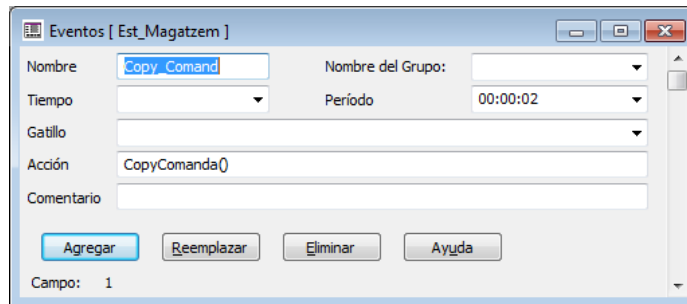 Eventos [ Est_Magatzem ]
Nombre Copy_Comand Nombre del Grupo:
Tiempo Período 00:00:02
Gatillo
Acción CopyComanda()
Comentario
Agregar Reemplazar Eliminar Ayuda
Campo: 1